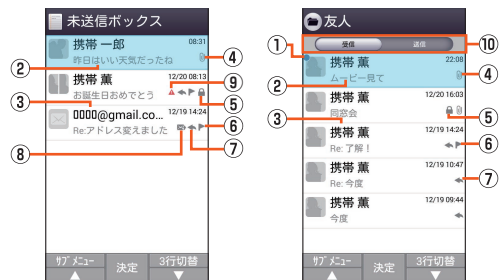 未送信ボックス
携帯 一郎
08:31
昨日はいい天気だったね
④
②
携帯 薫
12/20 08:13
⑨
お誕生日おめでとう
⑤
③
0000@gmail.co...
12/19 14:24
⑥
Re:アドレス変えました
⑧
⑦
サブメニュー
決定
3行切替
友人
①
受信
送信
⑩
携帯 薫
22:08
ムービー見て
④
②
携帯 薫
12/20 16:03
同窓会
⑤
③
携帯 薫
12/19 14:24
Re: 了解！
⑥
携帯 薫
12/19 10:47
Re: 今度
⑦
携帯 薫
12/19 09:44
今度
サブメニュー
決定
3行切替